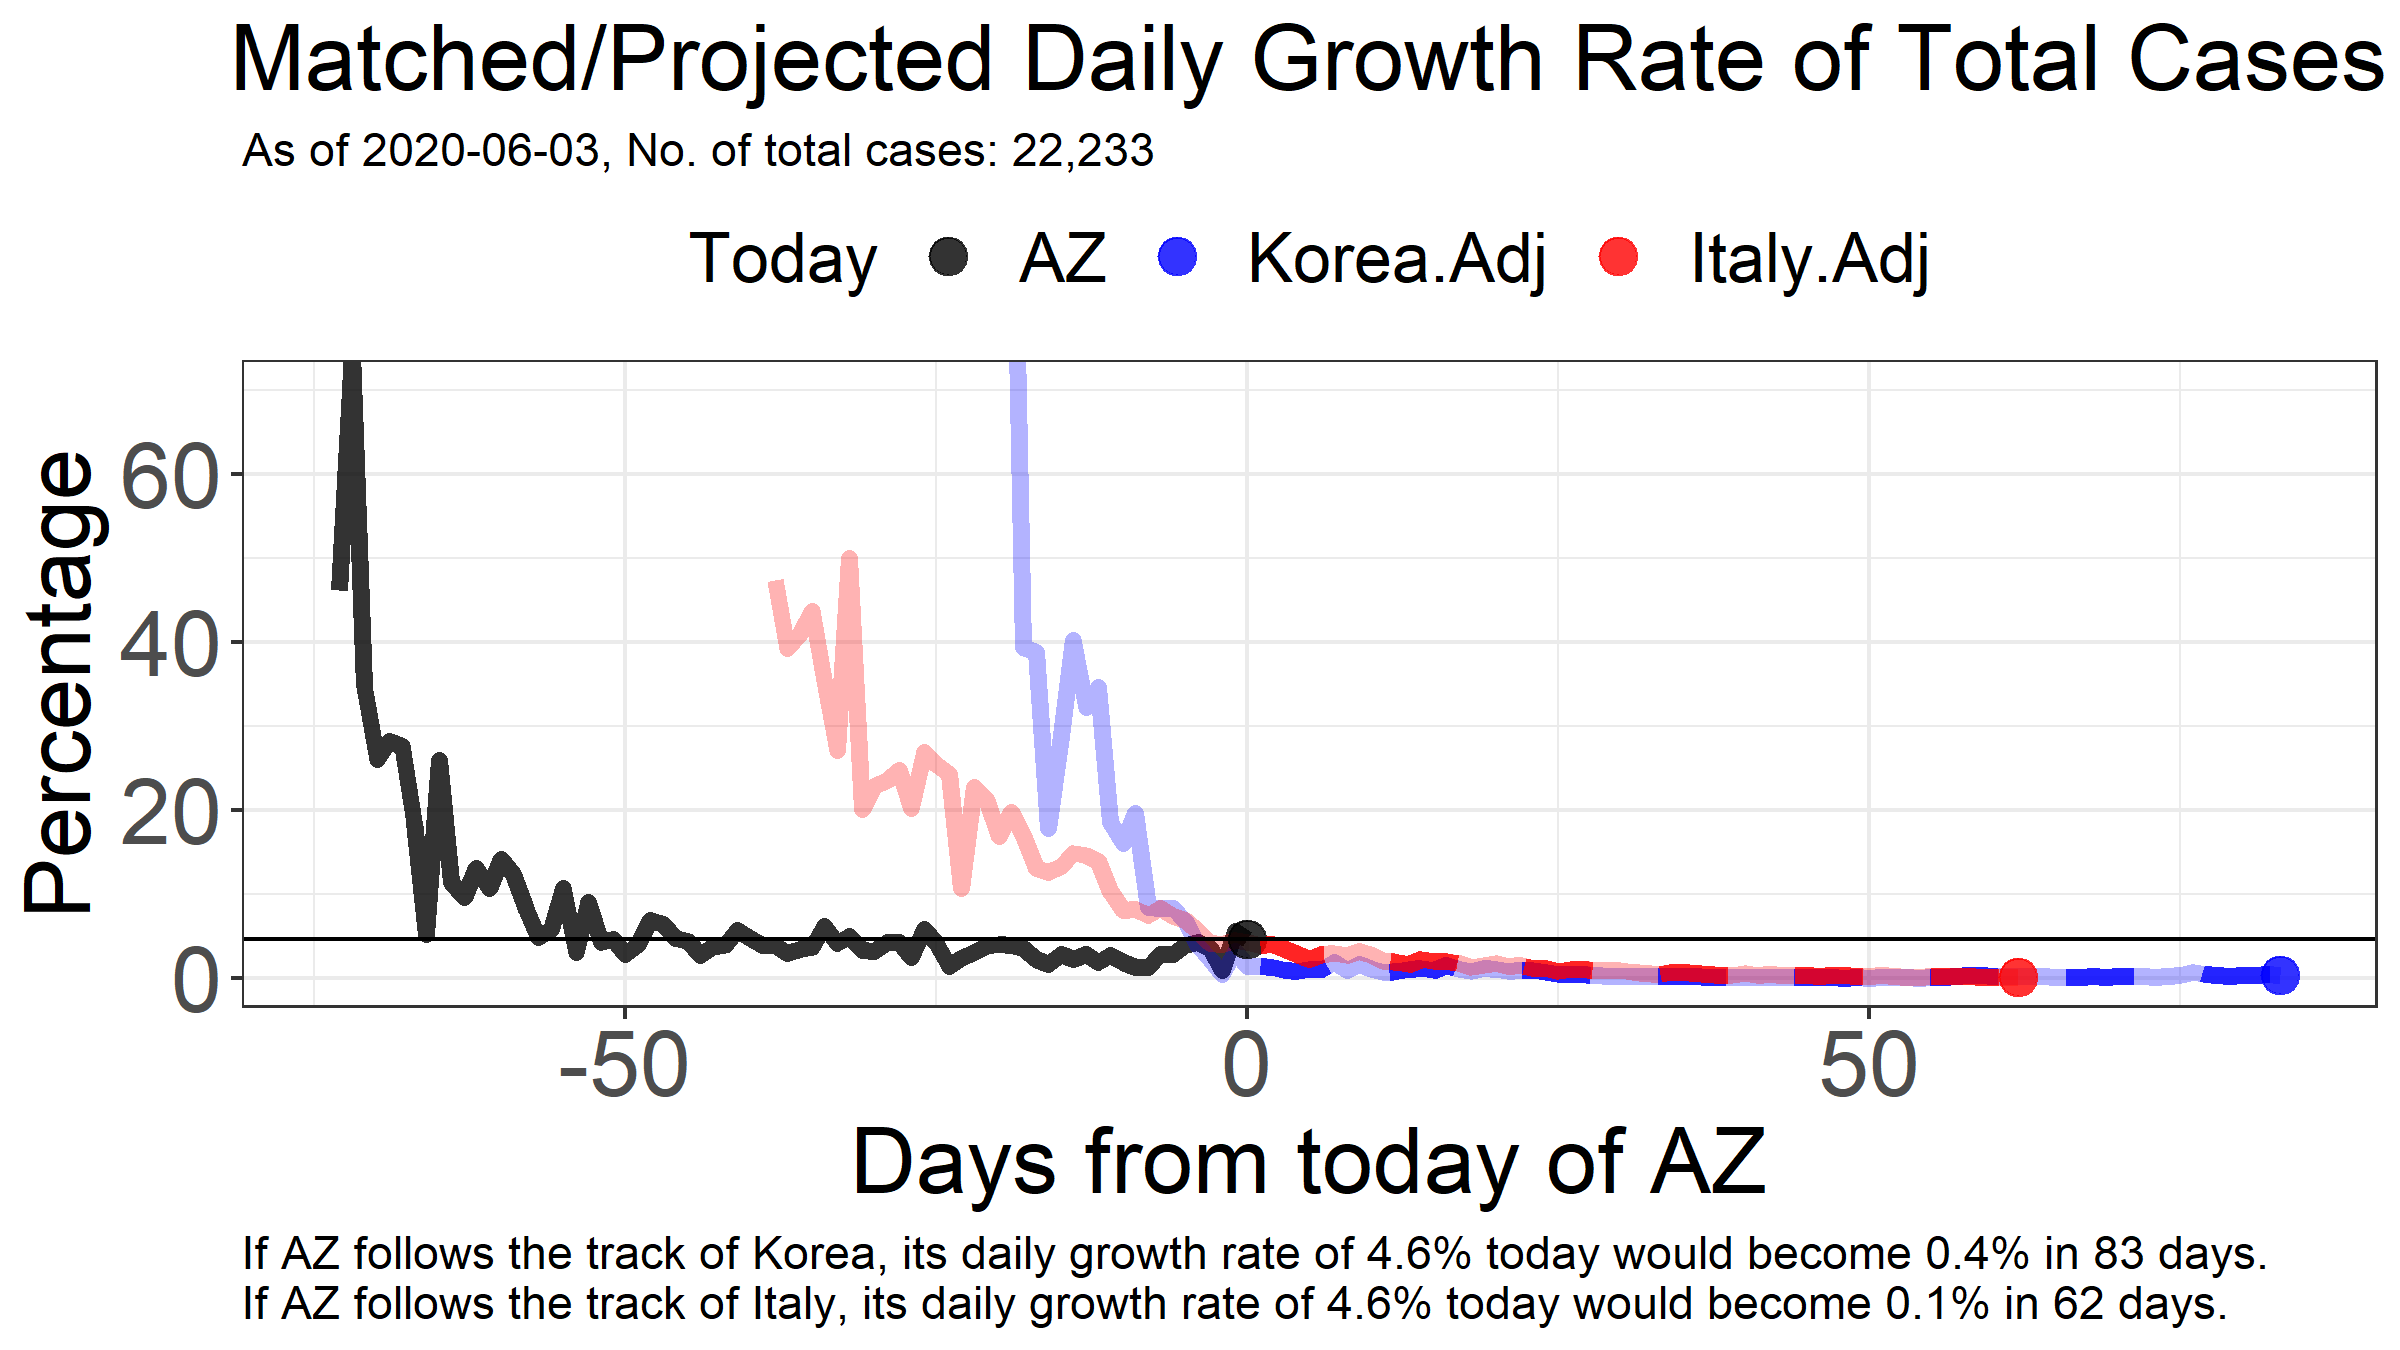 Matched/Projected Daily Growth Rate of Total Cases
As of 2020-06-03, No. of total cases: 22,233
Today AZ Korea.Adj Italy.Adj
Percentage
60
40
20
0
-50 0 50
Days from today of AZ
If AZ follows the track of Korea, its daily growth rate of 4.6% today would become 0.4% in 83 days.
If AZ follows the track of Italy, its daily growth rate of 4.6% today would become 0.1% in 62 days.